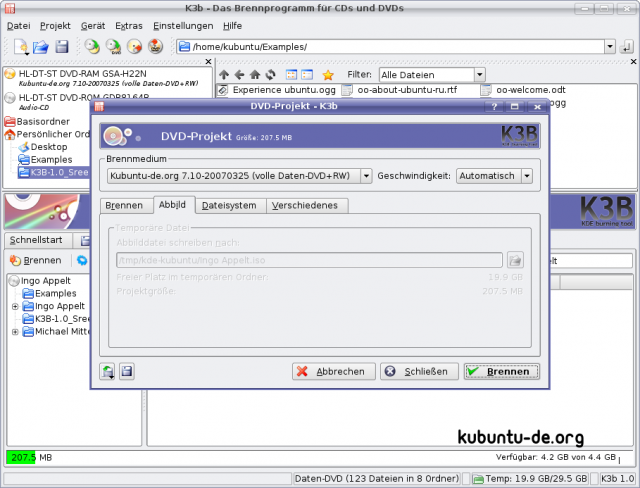 K3b - Das Brennprogramm für CDs und DVDs
Datei Projekt Gerät Extras Einstellungen Hilfe
/home/kubuntu/Examples/
HL-DT-ST DVD-RAM GSA-H22N
Kubuntu-de.org 7.10-20070325 (volle Daten-DVD+RW)
HL-DT-ST DVD-ROM GDR8164B
Audio-CD
Basisordner
Persönlicher Ord
Desktop
Examples
K3B-1.0_Sree
Filter: Alle Dateien
Experience ubuntu.ogg oo-about-ubuntu-ru.rtf oo-welcome.odt
ogg
DVD-Projekt - K3b
DVD-Projekt Größe: 207.5 MB
K3B
Brennmedium
Kubuntu-de.org 7.10-20070325 (volle Daten-DVD+RW) Geschwindigkeit: Automatisch
Brennen Abbild Dateisystem Verschiedenes
Temporäre Datei
Abbilddatei schreiben nach:
/tmp/kde-kubuntu/Ingo Appelt.iso
Freier Platz im temporären Ordner: 19.9 GB
Projektgröße: 207.5 MB
Abbrechen Schließen Brennen
K3B
Schnellstart
Brennen
elt
Ingo Appelt
Examples
Ingo Appelt
K3B-1.0_Sree
Michael Mitte
kubuntu-de.org
207.5 MB
Verfügbar: 4.2 GB von 4.4 GB
Daten-DVD (123 Dateien in 8 Ordner) Temp: 19.9 GB/29.5 GB K3b 1.0